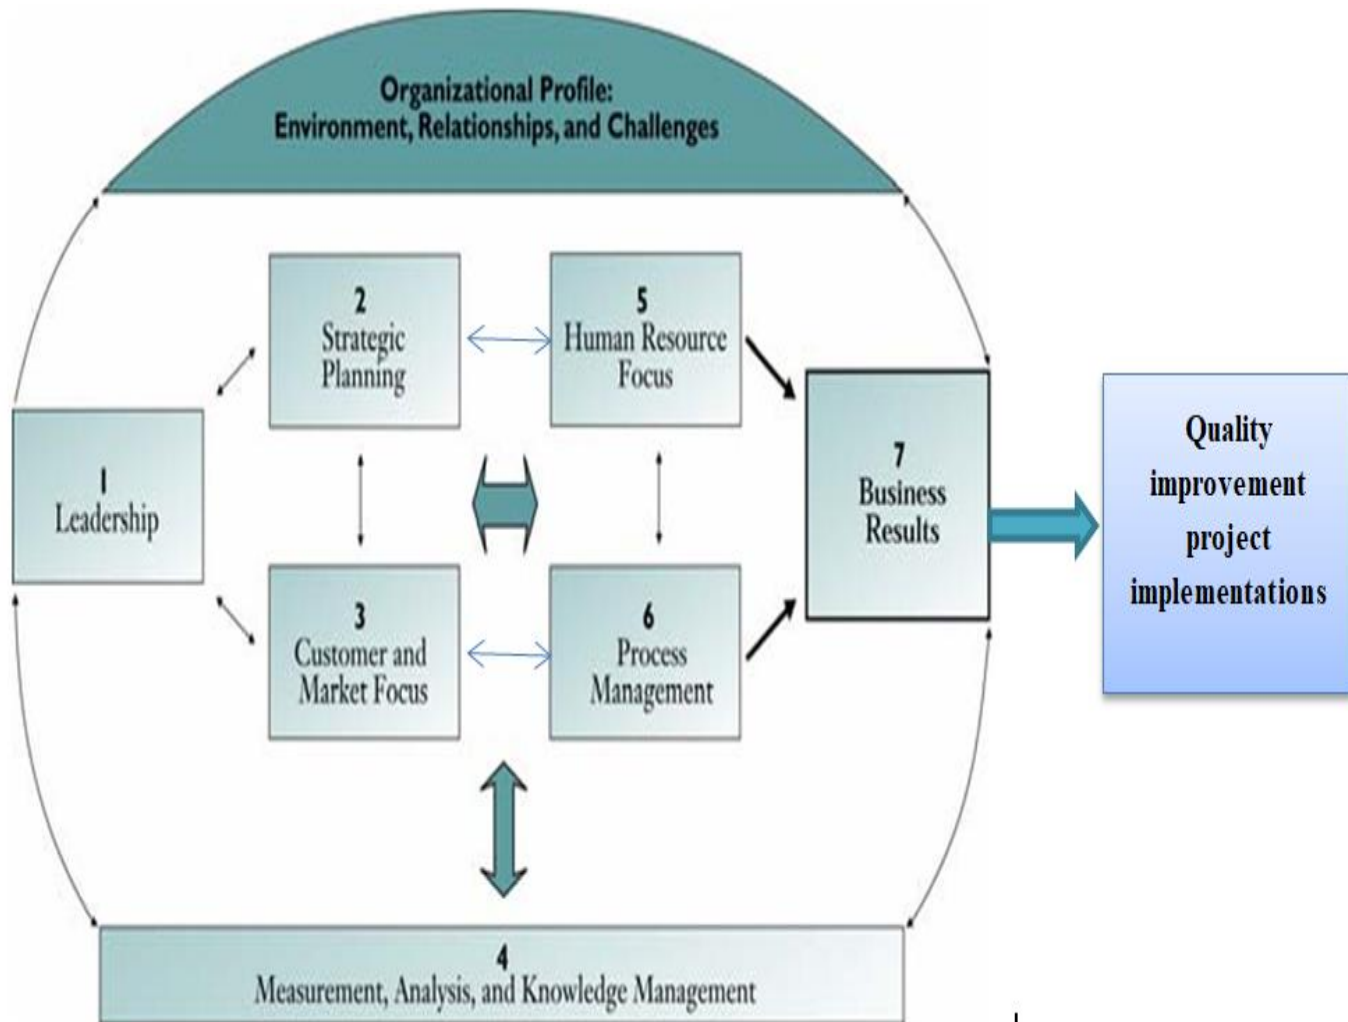 Organizational Profile:
Environment, Relationships, and Challenges
2
Strategic
Planning
5
Human Resource
Focus
1
Leadership
7
Business
Results
Quality
improvement
project
implementations
3
Customer and
Market Focus
6
Process
Management
4
Measurement, Analysis, and Knowledge Management